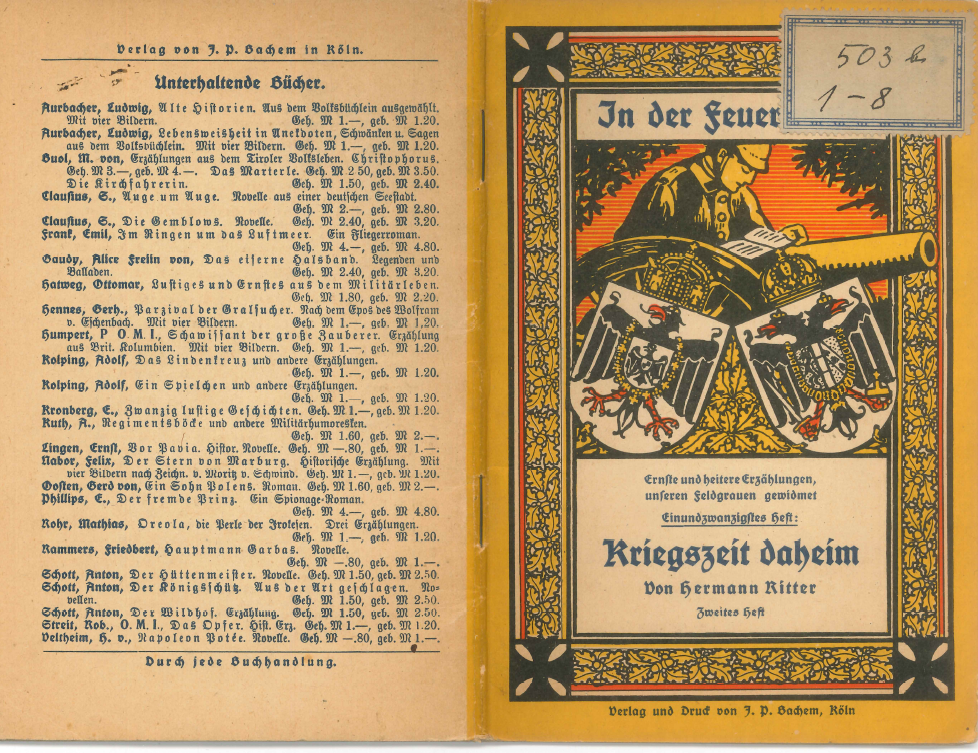 Verlag von J. P. Bachem in Köln.
Unterhaltende Bücher.
Aurbacher, Ludwig, Alte Historien. Aus dem Volksbüchlein ausgewählt.
Mit vier Bildern. Geh. M 1.—, geb. M 1.20.
Aurbacher, Ludwig, Lebensweisheit in Anekdoten, Schwänken u. Sagen
aus dem Volksbüchlein. Mit vier Bildern. Geh. M 1.—, geb. M 1.20.
Buol, M. von, Erzählungen aus dem Tiroler Volksleben. Christophorus.
Geh. M 3.—, geb. M 4.—. Das Marterle. Geh. M 2 50, geb. M 3.50.
Die Kirchfahrerin. Geh. M 1.50, geb. M 2.40.
Clausius, S., Auge um Auge. Novelle aus einer deutschen Seestadt.
Geh. M 2.—, geb. M 2.80.
Clausius, S., Die Gemblows. Novelle. Geh. M 2.40, geb. M 3.20.
Frank, Emil, Im Ringen um das Luftmeer. Ein Fliegerroman.
Geh. M 4.—, geb. M 4.80.
Gaudy, Alice Freiin von, Das eiserne Halsband. Legenden und
Balladen. Geh. M 2.40, geb. M 3.20.
Hatweg, Ottomar, Lustiges und Ernstes aus dem Militärleben.
Geh. M 1.80, geb. M 2.20.
Hennes, Gerh., Parzival der Gralsucher. Nach dem Epos des Wolfram
v. Eschenbach. Mit vier Bildern. Geh. M 1.—, geb. M 1,20.
Humpert, P O. M. I., Schawissant der große Zauberer. Erzählung
aus Brit. Kolumbien. Mit vier Bildern. Geh. M 1.—, geb. M 1.20.
Kolping, Adolf, Das Lindenkreuz und andere Erzählungen.
Geh. M 1.—, geb. M 1.20.
Kolping, Adolf, Ein Spielchen und andere Erzählungen.
Geh. M 1.—, geb. M 1.20.
Kronberg, E., Zwanzig lustige Geschichten. Geh. M 1.—, geb. M 1.20.
Ruth, A., Regimentsböcke und andere Militärhumoresken.
Geh. M 1.60, geb. M 2.—.
Lingen, Ernst, Vor Pavia. Histor. Novelle. Geh. M —.80, geb. M 1.—.
Nabor, Felix, Der Stern von Marburg. Historische Erzählung. Mit
vier Bildern nach Zeichn. v. Moritz v. Schwind. Geh. M 1.—, geb. M 1.20.
Oosten, Gerd von, Ein Sohn Polens. Roman. Geh. M 1.60, geb. M 2.—.
Phillips, E., Der fremde Prinz. Ein Spionage-Roman.
Geh. M 4.—, geb. M 4.80.
Rohr, Mathias, Oreola, die Perle der Irokesen. Drei Erzählungen.
Geh. M 1.—, geb. M 1.20.
Rammers, Friedbert, Hauptmann Garbas. Novelle.
Geh. M —.80, geb. M 1.—.
Schott, Anton, Der Hüttenmeister. Novelle. Geh. M 1.50, geb. M 2.50.
Schott, Anton, Der Königsschütz. Aus der Art geschlagen. No-
vellen. Geh. M 1.50, geb. M 2.50.
Schott, Anton, Der Wildhof. Erzählung. Geh. M 1.50, geb. M 2.50.
Streit, Rob., O. M. I., Das Opfer. Hist. Erz. Geh. M 1.—, geb. M 1.20.
Veltheim, H. v., Napoleon Potée. Novelle. Geh. M —.80, geb. M 1.—.
Durch jede Buchhandlung.
503 b
1-8
In der Feuer
Ernste und heitere Erzählungen,
unseren Feldgrauen gewidmet
Einundzwanzigstes Heft:
Kriegszeit daheim
Von Hermann Ritter
Zweites Heft
Verlag und Druck von J. P. Bachem, Köln